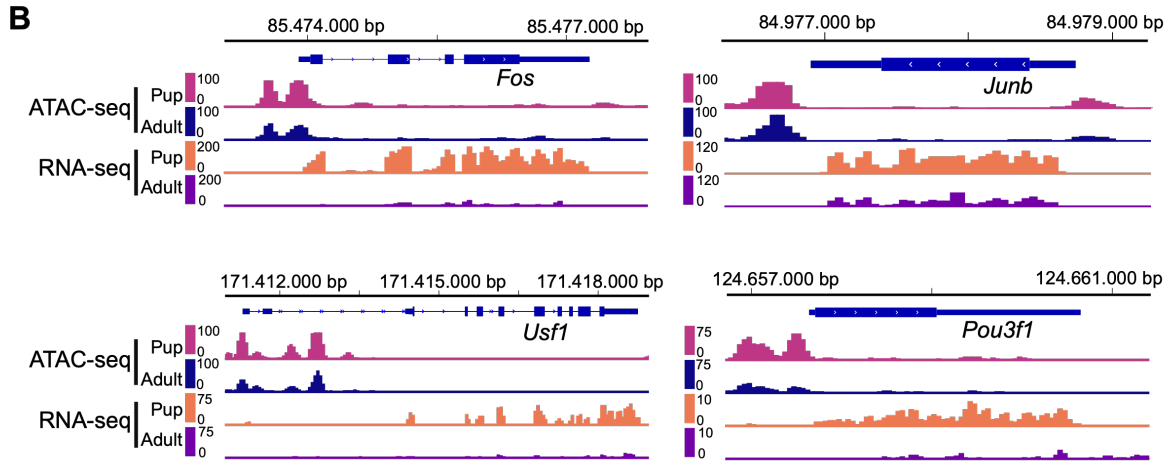 B
85.474.000 bp 85.477.000 bp
Fos
ATAC-seq Pup 100 0
Adult 100 0
RNA-seq Pup 200 0
Adult 200 0
84.977.000 bp 84.979.000 bp
Junb
100 0
100 0
120 0
120 0
171.412.000 bp 171.415.000 bp 171.418.000 bp
Usf1
ATAC-seq Pup 100 0
Adult 100 0
RNA-seq Pup 75 0
Adult 75 0
124.657.000 bp 124.661.000 bp
Pou3f1
75 0
75 0
10 0
10 0